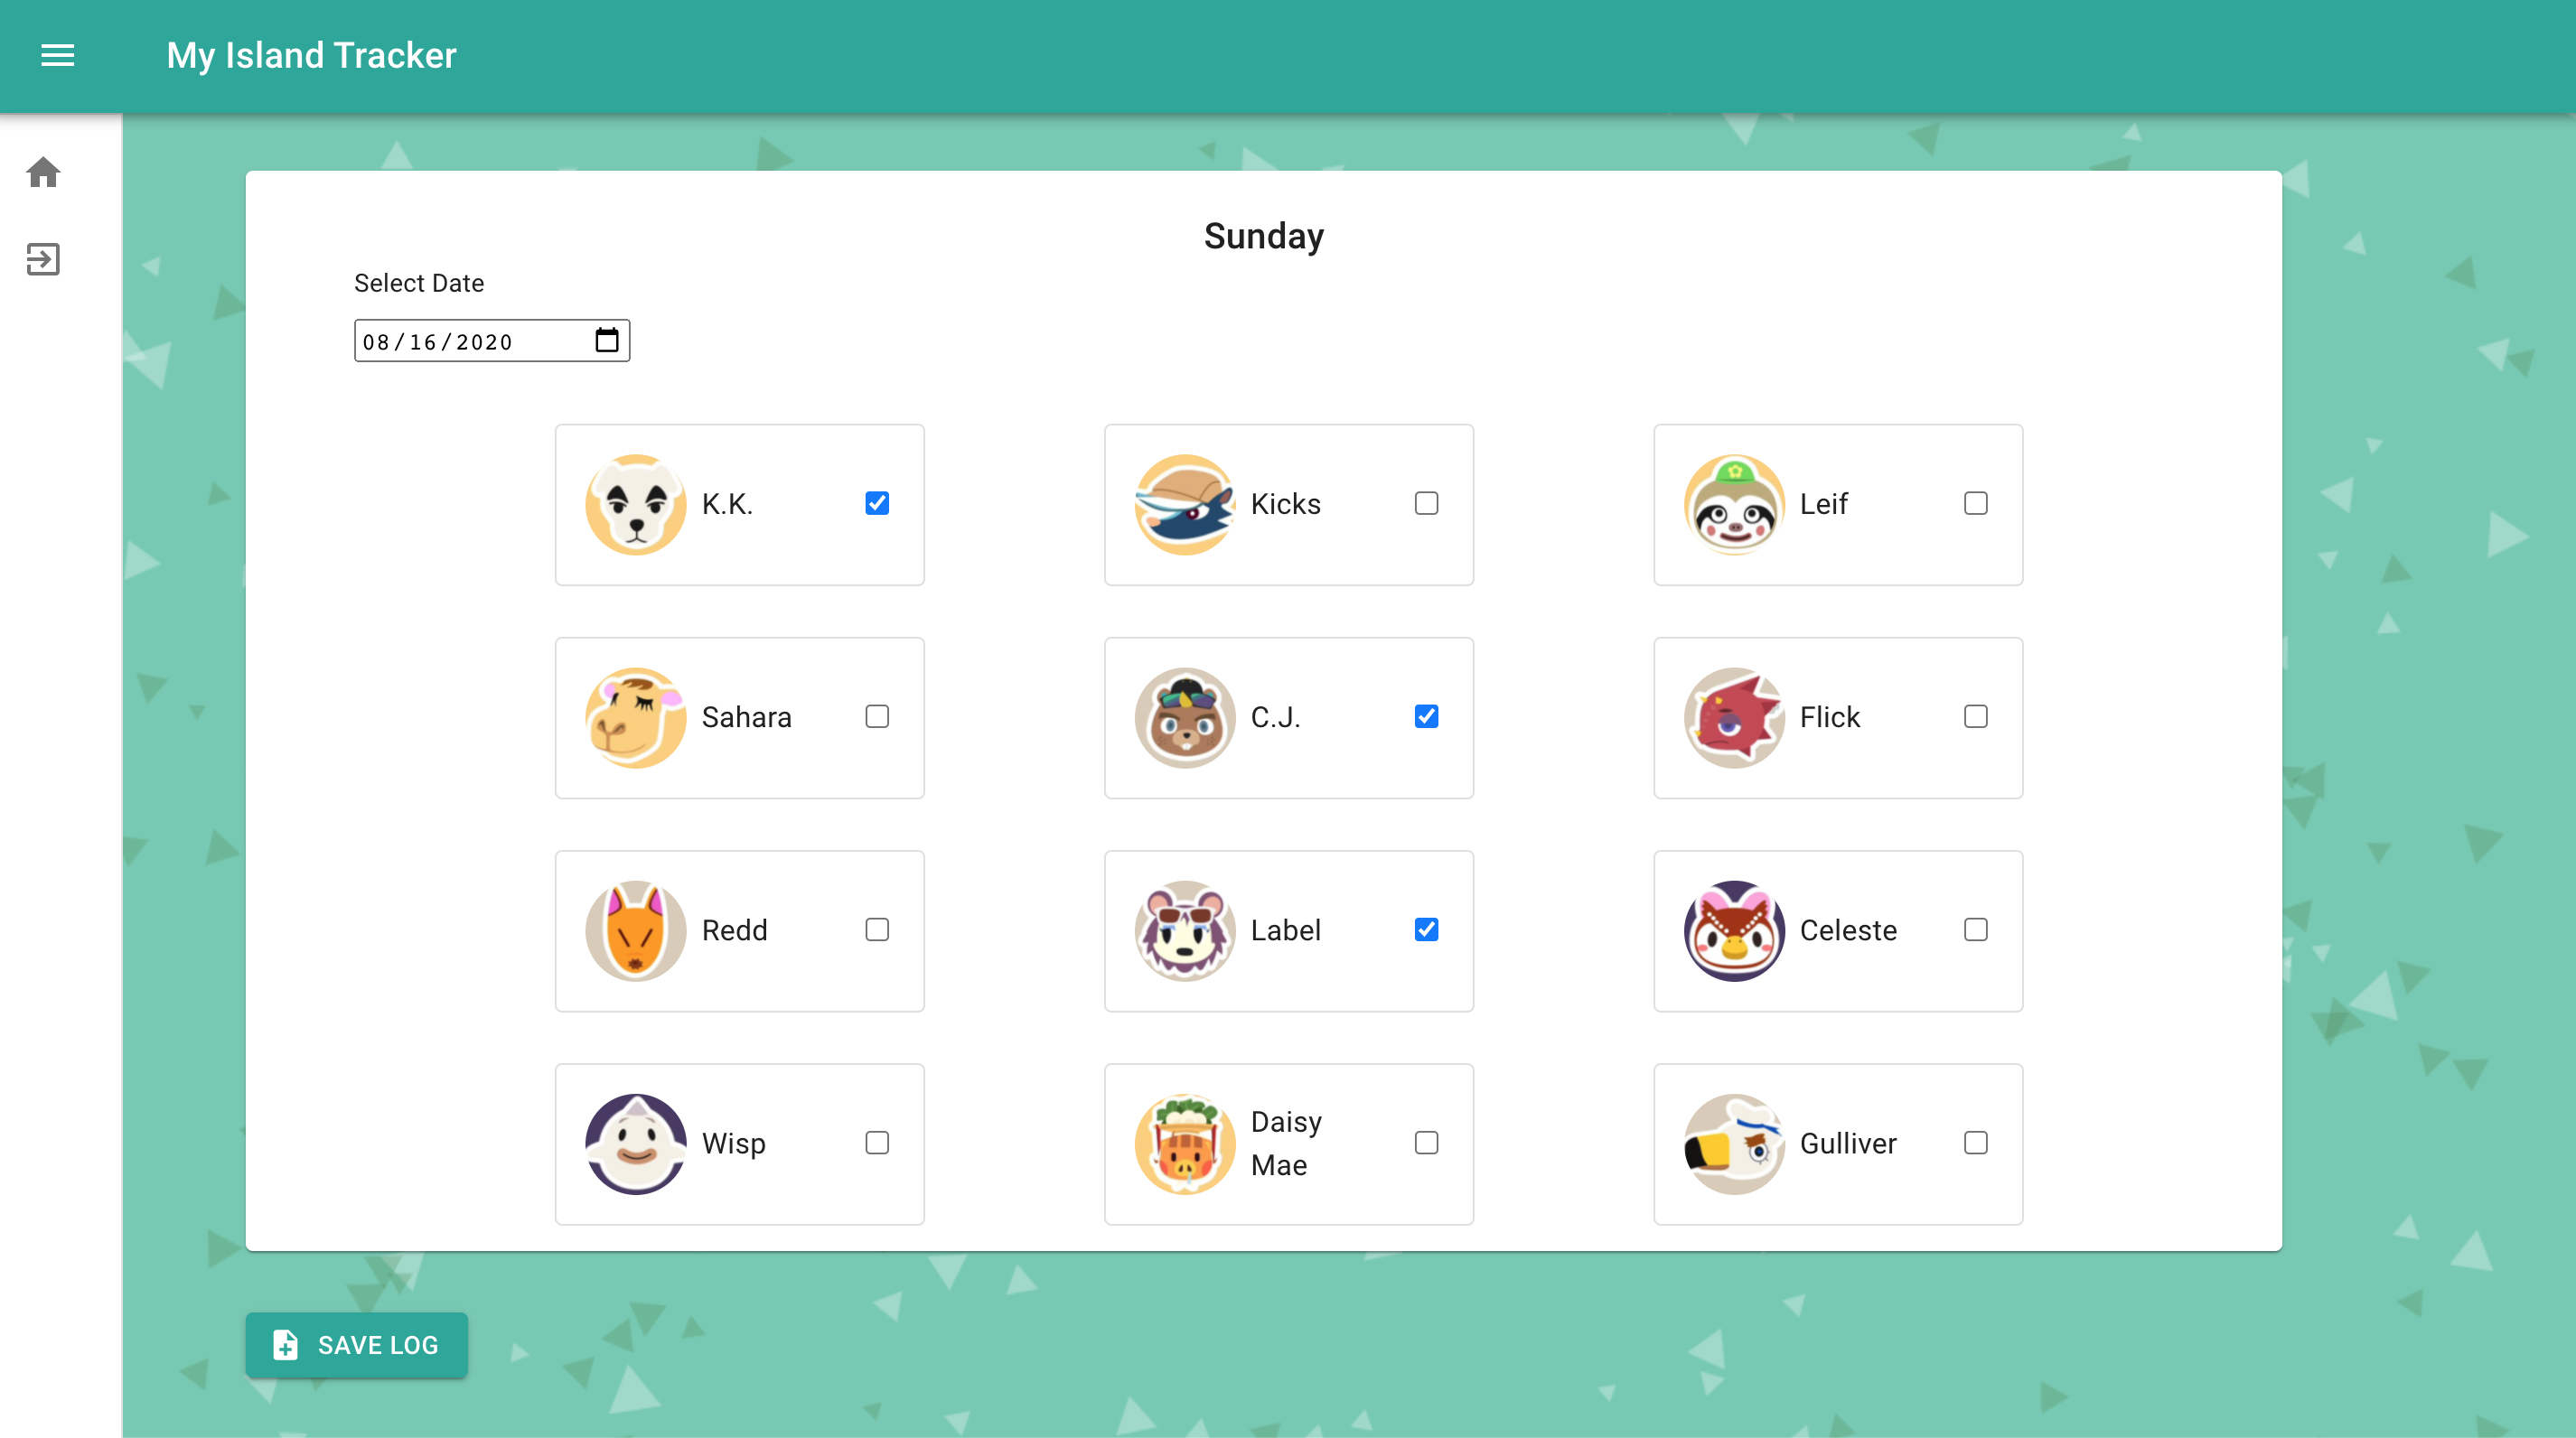 My Island Tracker
Sunday
Select Date
08/16/2020
K.K.
Kicks
Leif
Sahara
C.J.
Flick
Redd
Label
Celeste
Wisp
Daisy
Mae
Gulliver
SAVE LOG